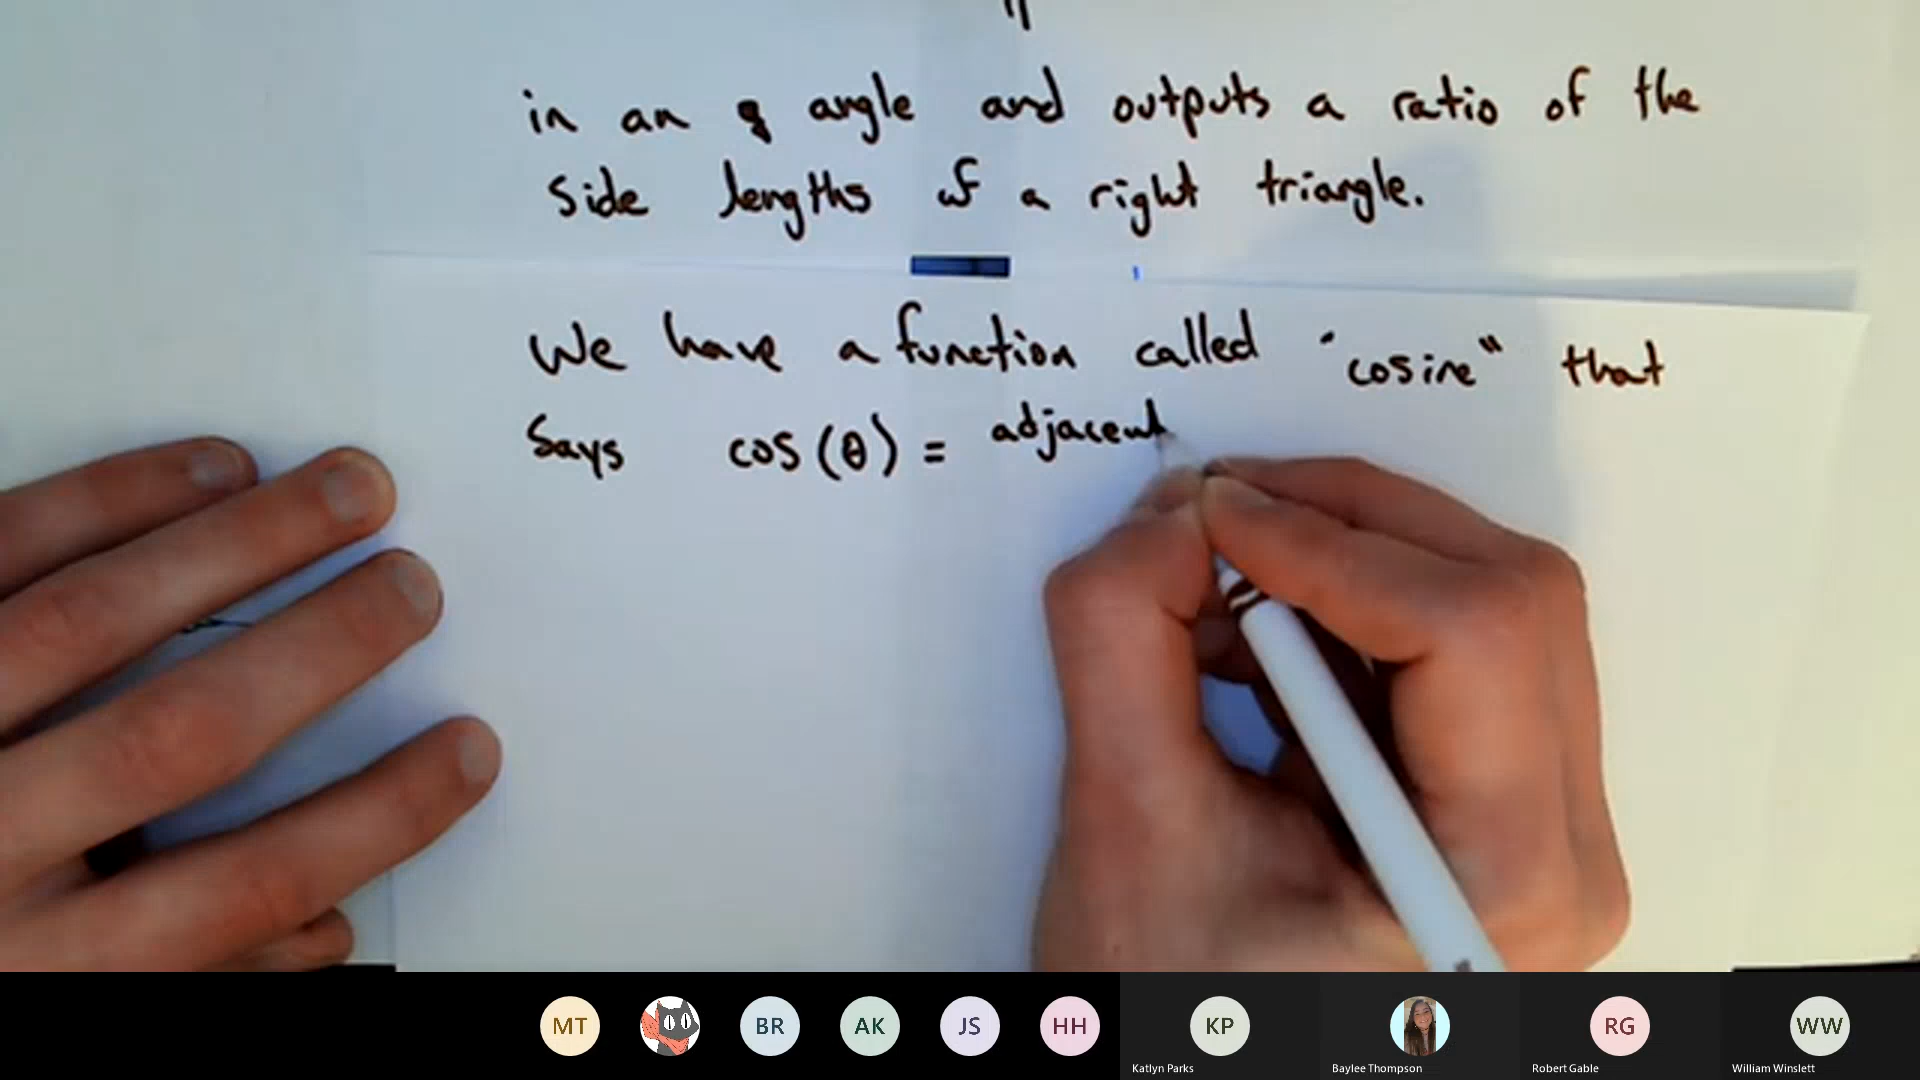 in an angle and outputs a ratio of the
side lengths of a right triangle.
We have a function called "cosine" that
says cos(θ) = adjacent
MT
BR
AK
JS
HH
KP
RG
WW
Katlyn Parks
Baylee Thompson
Robert Gable
William Winslett